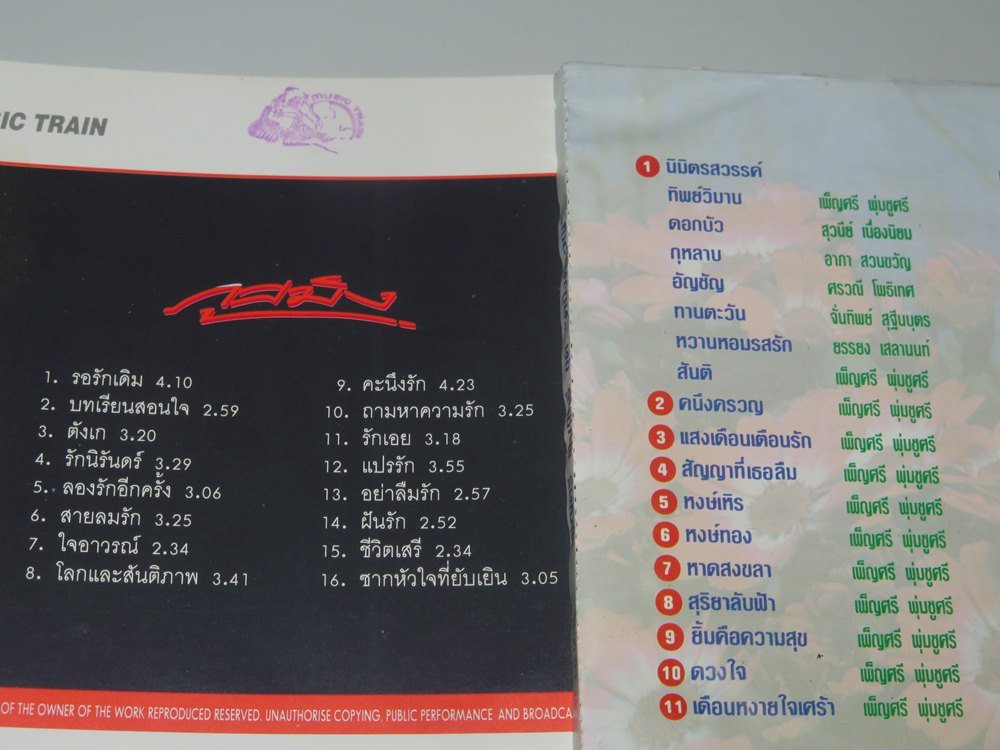 IC TRAIN
MUSIC TRAIN
1. รอรักเดิม 4.10
2. บทเรียนสอนใจ 2.59
3. ตังเก 3.20
4. รักนิรันดร์ 3.29
5. ลองรักอีกครั้ง 3.06
6. สายลมรัก 3.25
7. ใจอาวรณ์ 2.34
8. โลกและสันติภาพ 3.41
9. คะนึงรัก 4.23
10. ถามหาความรัก 3.25
11. รักเอย 3.18
12. แปรรัก 3.55
13. อย่าลืมรัก 2.57
14. ฝันรัก 2.52
15. ชีวิตเสรี 2.34
16. ซากหัวใจที่ยับเยิน 3.05
OF THE OWNER OF THE WORK REPRODUCED RESERVED. UNAUTHORISE COPYING, PUBLIC PERFORMANCE AND BROADCA
1 นิมิตรสวรรค์
ทิพย์วิมาน เพ็ญศรี พุ่มชูศรี
ดอกบัว สุวณีย์ เนื่องนิยม
กุหลาบ อาภา สวนขวัญ
อัญชัญ ศรวณี โพธิเทศ
ทานตะวัน จั่มทิพย์ สุฐีนบุตร
หวานหอมรสรัก ยรรยง เสลานนท์
สันติ เพ็ญศรี พุ่มชูศรี
2 คนึงครวญ เพ็ญศรี พุ่มชูศรี
3 แสงเดือนเตือนรัก เพ็ญศรี พุ่มชูศรี
4 สัญญาที่เธอลืม เพ็ญศรี พุ่มชูศรี
5 หงษ์เหิร เพ็ญศรี พุ่มชูศรี
6 หงษ์ทอง เพ็ญศรี พุ่มชูศรี
7 หาดสงขลา เพ็ญศรี พุ่มชูศรี
8 สุริยาลับฟ้า เพ็ญศรี พุ่มชูศรี
9 ยิ้มคือความสุข เพ็ญศรี พุ่มชูศรี
10 ดวงใจ เพ็ญศรี พุ่มชูศรี
11 เดือนหงายใจเศร้า เพ็ญศรี พุ่มชูศรี